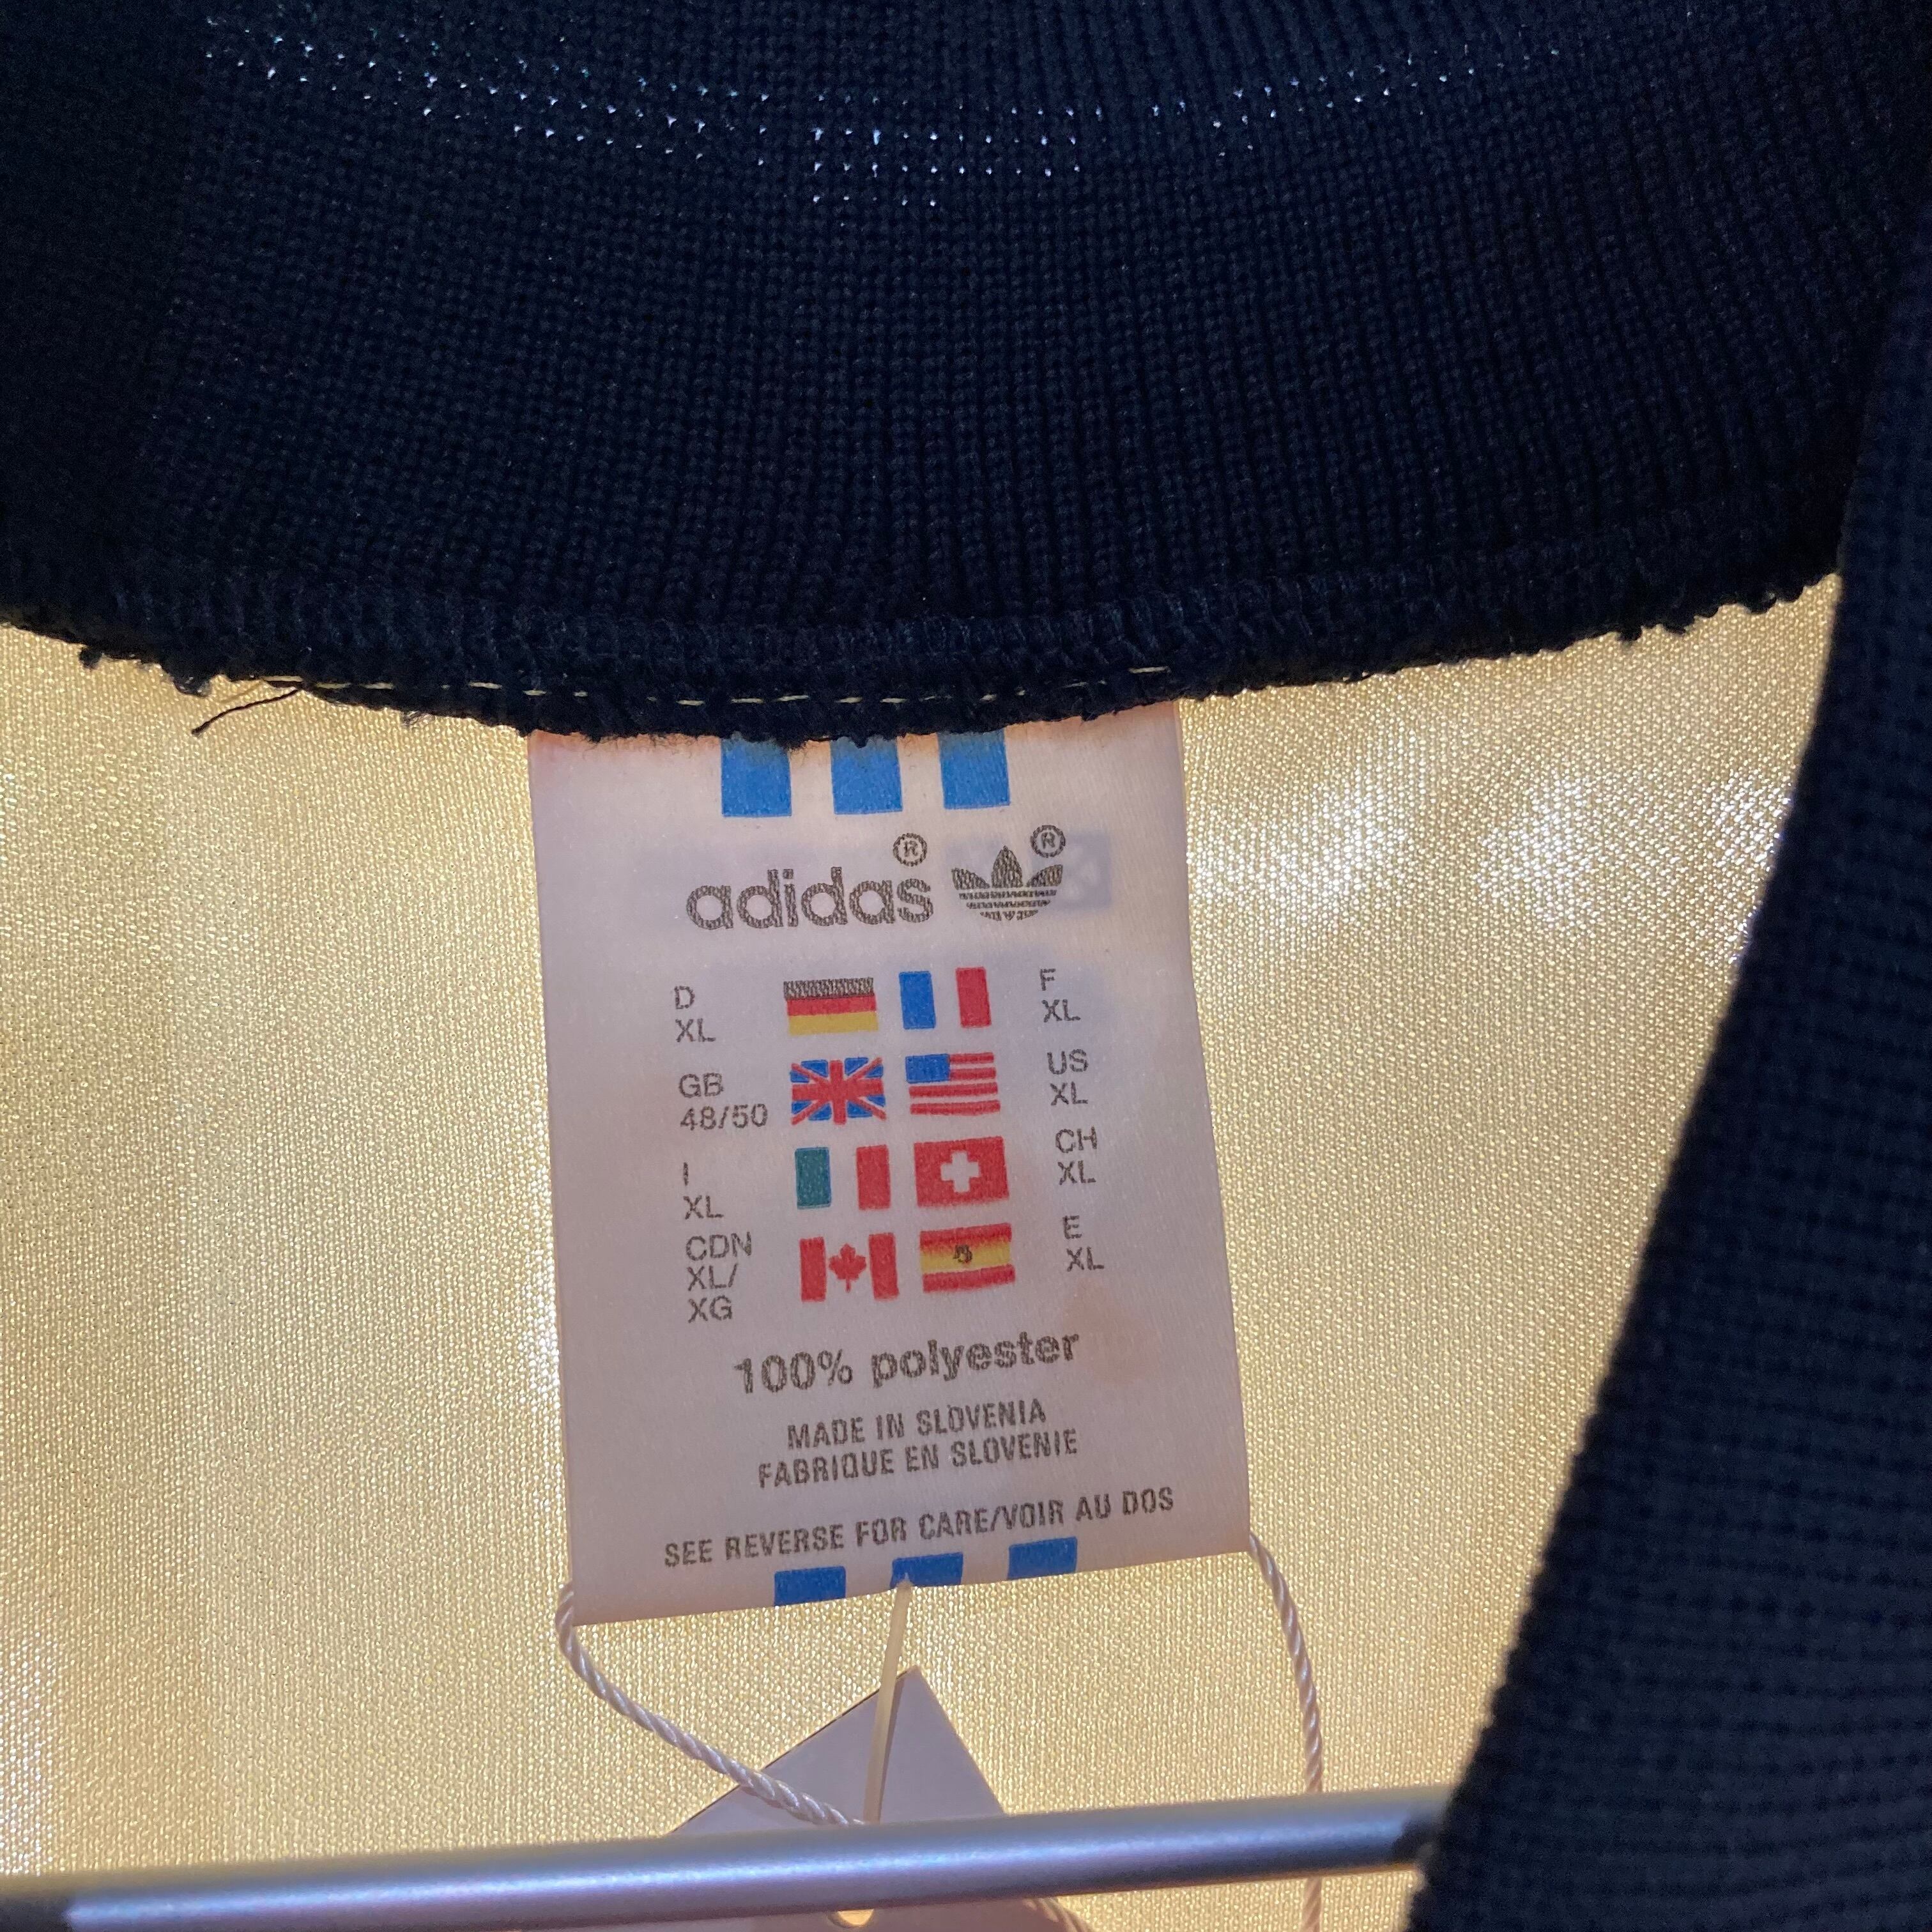 adidas® ®
D
XL
F
XL
GB
48/50
US
XL
I
XL
CH
XL
CDN
XL/
XG
E
XL
100% polyester
MADE IN SLOVENIA
FABRIQUE EN SLOVENIE
SEE REVERSE FOR CARE/VOIR AU DOS